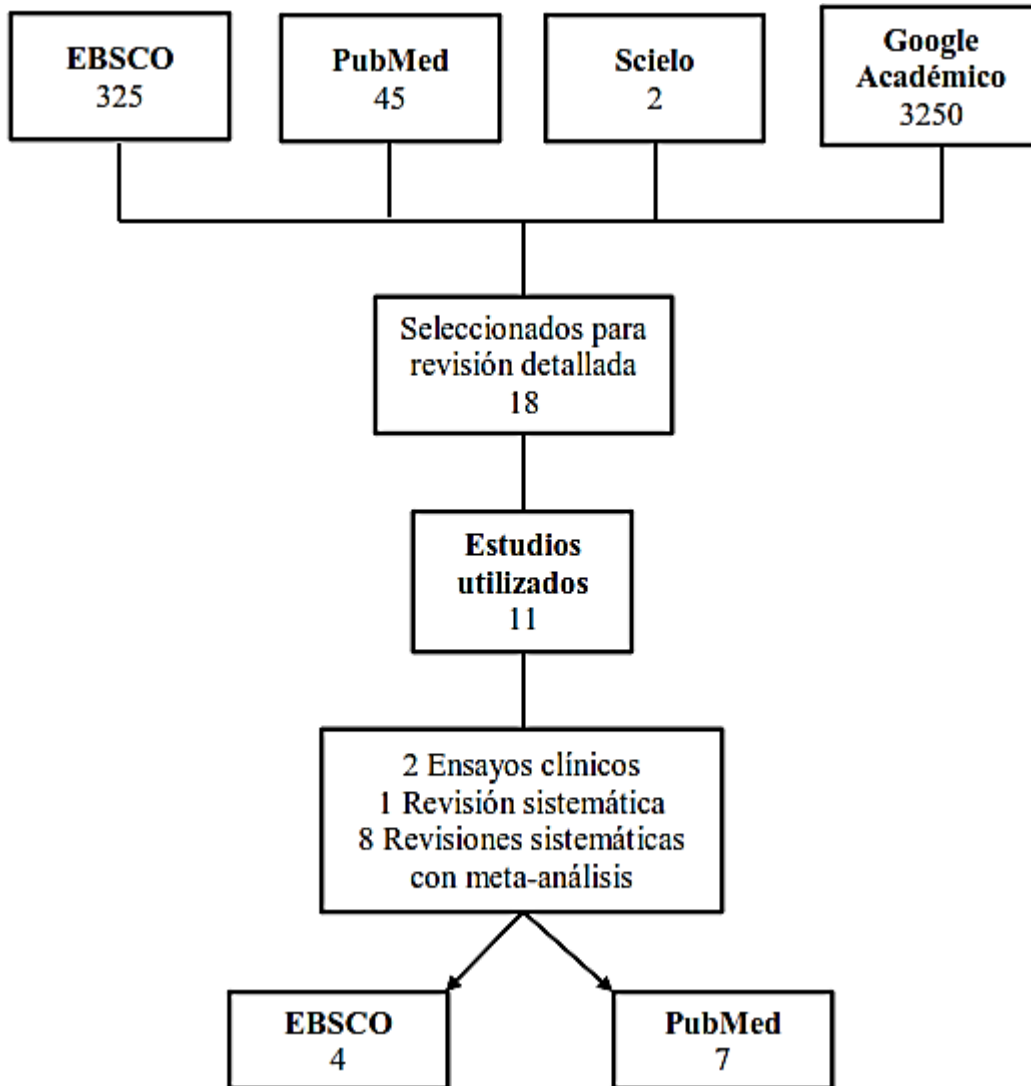 EBSCO
325
PubMed
45
Scielo
2
Google
Académico
3250
Seleccionados para
revisión detallada
18
Estudios
utilizados
11
2 Ensayos clínicos
1 Revisión sistemática
8 Revisiones sistemáticas
con meta-análisis
EBSCO
4
PubMed
7